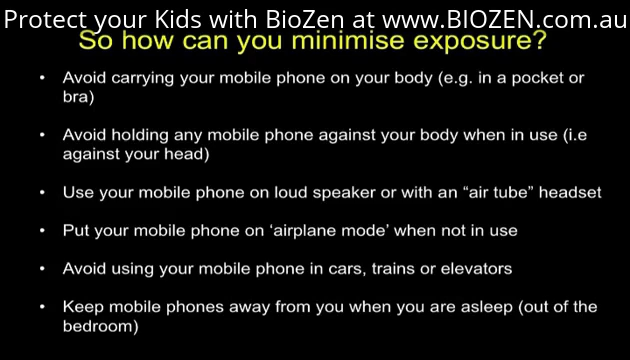 Protect your Kids with BioZen at www.BIOZEN.com.au
So how can you minimise exposure?
• Avoid carrying your mobile phone on your body (e.g. in a pocket or
bra)
• Avoid holding any mobile phone against your body when in use (i.e
against your head)
• Use your mobile phone on loud speaker or with an “air tube” headset
• Put your mobile phone on ‘airplane mode’ when not in use
• Avoid using your mobile phone in cars, trains or elevators
• Keep mobile phones away from you when you are asleep (out of the
bedroom)